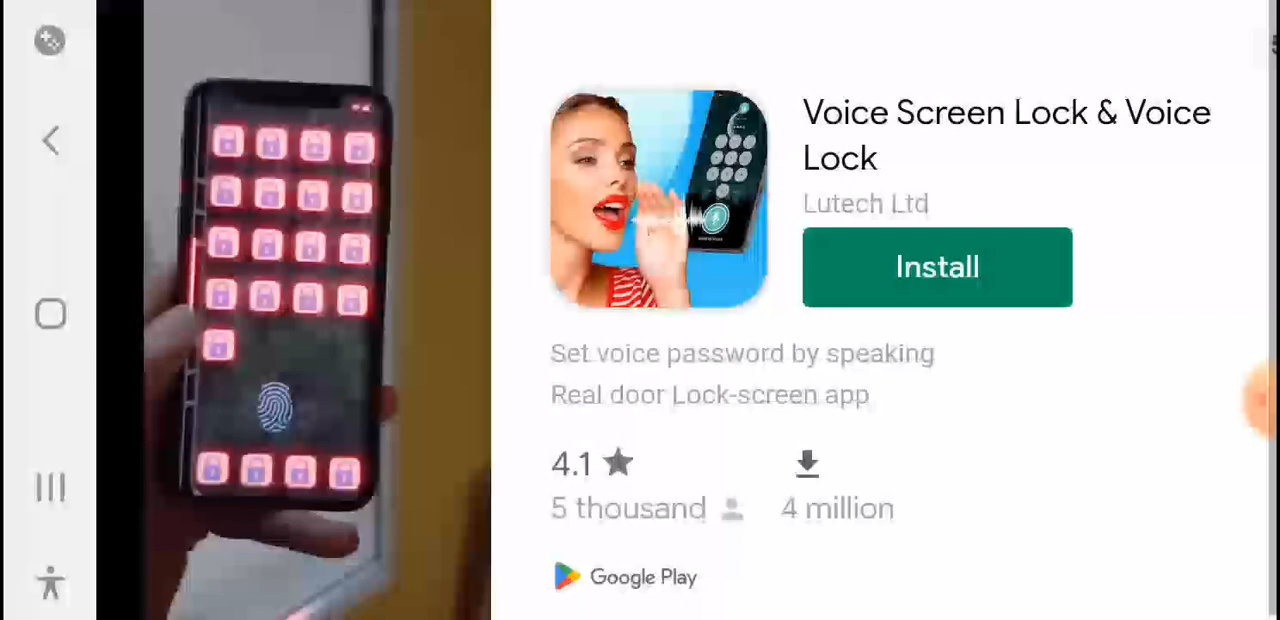 Voice Screen Lock & Voice
Lock
Lutech Ltd
Install
Set voice password by speaking
Real door Lock-screen app
4.1
5 thousand
4 million
Google Play